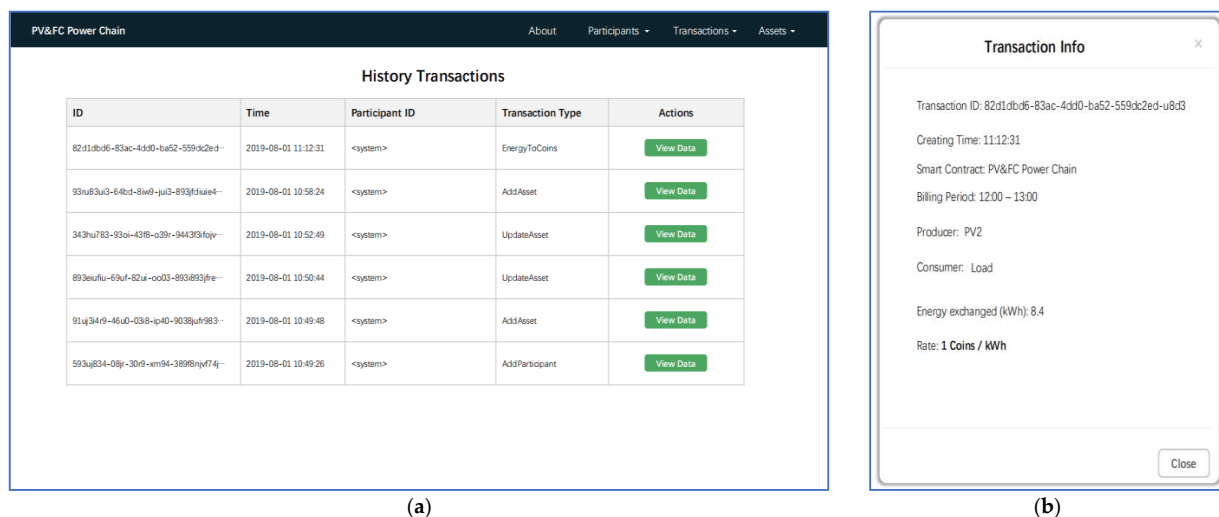 PV&FC Power Chain About Participants Transactions Assets
History Transactions
ID Time Participant ID Transaction Type Actions
82d1dbd6-83ac-4dd0-ba52-559dc2ed··· 2019-08-01 11:12:31 <system> EnergyToCoins View Data
93ru83ui3-64bd-8iw9-jui3-893jfdiuie4··· 2019-08-01 10:58:24 <system> AddAsset View Data
343hu783-93oi-43f8-o39r-9443f3ifojv··· 2019-08-01 10:52:49 <system> UpdateAsset View Data
893eiufiu-69uf-82ui-oo03-893i893jfre··· 2019-08-01 10:50:44 <system> UpdateAsset View Data
91uj3i4r9-46u0-03i8-ip40-9038jufr983··· 2019-08-01 10:49:48 <system> AddAsset View Data
593uj834-08jr-30r9-xm94-389f8njvf74j··· 2019-08-01 10:49:26 <system> AddParticipant View Data
(a)
Transaction Info x
Transaction ID: 82d1dbd6-83ac-4dd0-ba52-559dc2ed-u8d3
Creating Time: 11:12:31
Smart Contract: PV&FC Power Chain
Billing Period: 12:00 – 13:00
Producer: PV2
Consumer: Load
Energy exchanged (kWh): 8.4
Rate: 1 Coins / kWh
Close
(b)